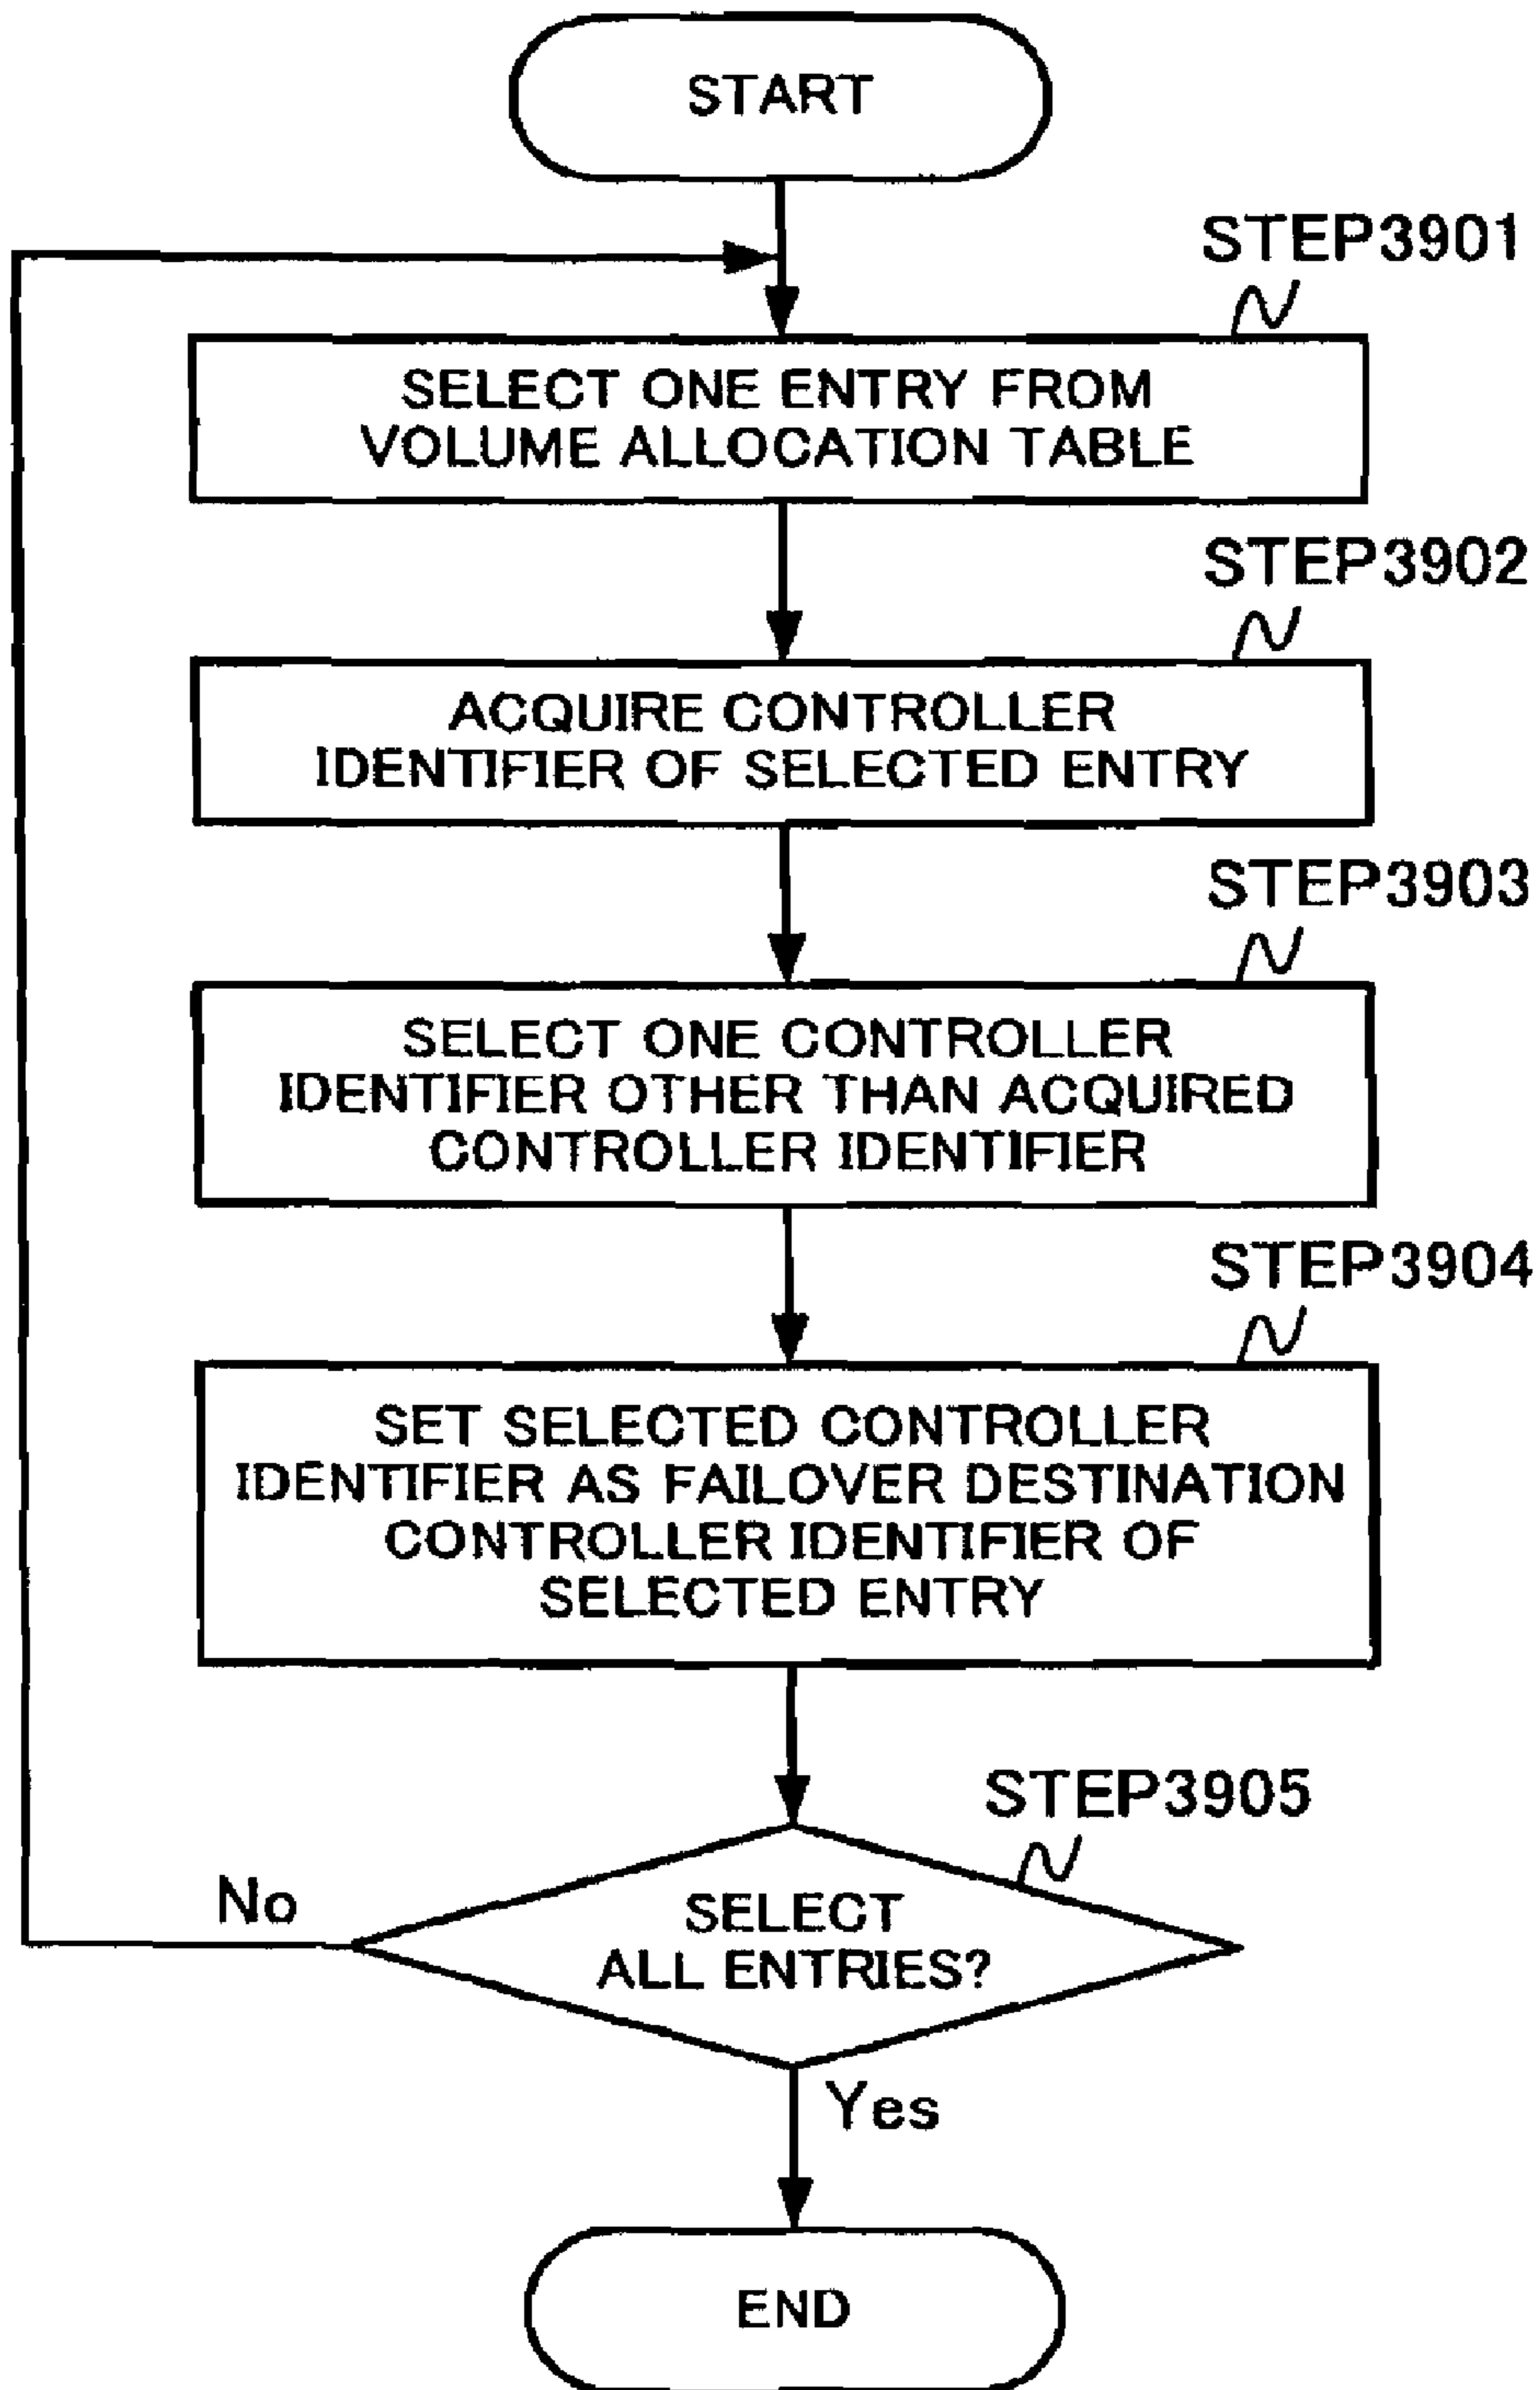 START
STEP3901
SELECT ONE ENTRY FROM
VOLUME ALLOCATION TABLE
STEP3902
ACQUIRE CONTROLLER
IDENTIFIER OF SELECTED ENTRY
STEP3903
SELECT ONE CONTROLLER
IDENTIFIER OTHER THAN ACQUIRED
CONTROLLER IDENTIFIER
STEP3904
SET SELECTED CONTROLLER
IDENTIFIER AS FAILOVER DESTINATION
CONTROLLER IDENTIFIER OF
SELECTED ENTRY
STEP3905
No
SELECT
ALL ENTRIES?
Yes
END